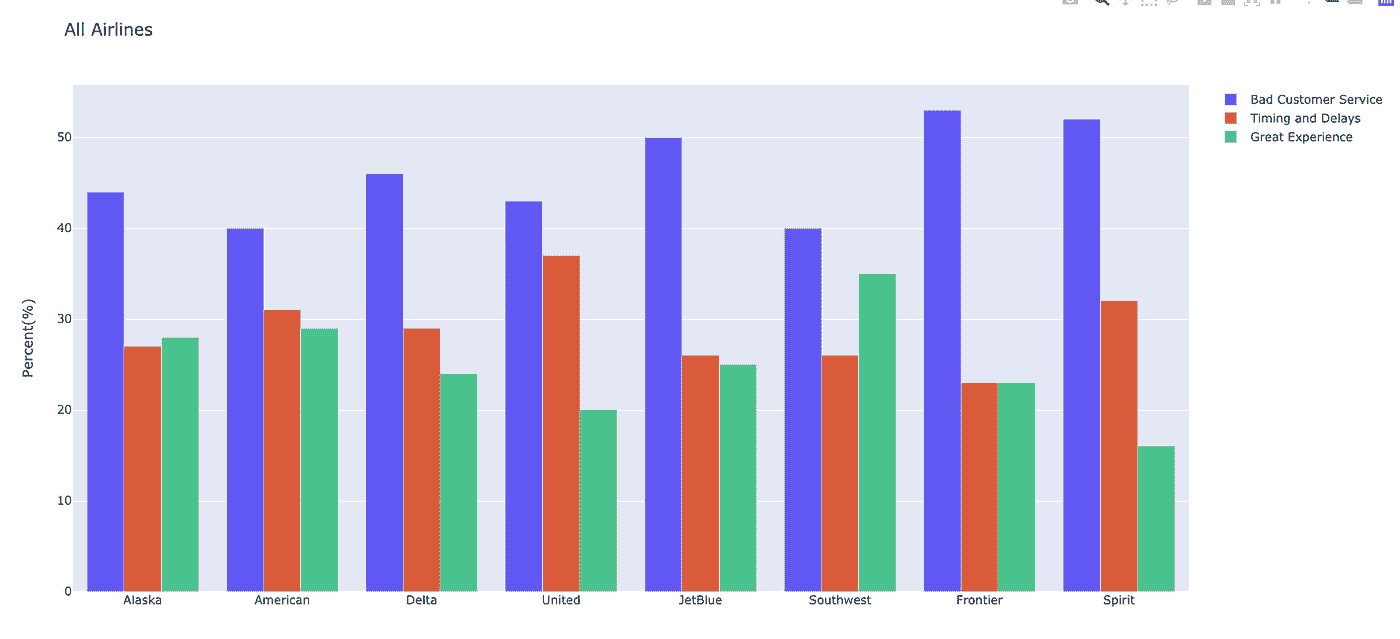 All Airlines
Bad Customer Service
Timing and Delays
Great Experience
Percent(%)
50
40
30
20
10
0
Alaska American Delta United JetBlue Southwest Frontier Spirit